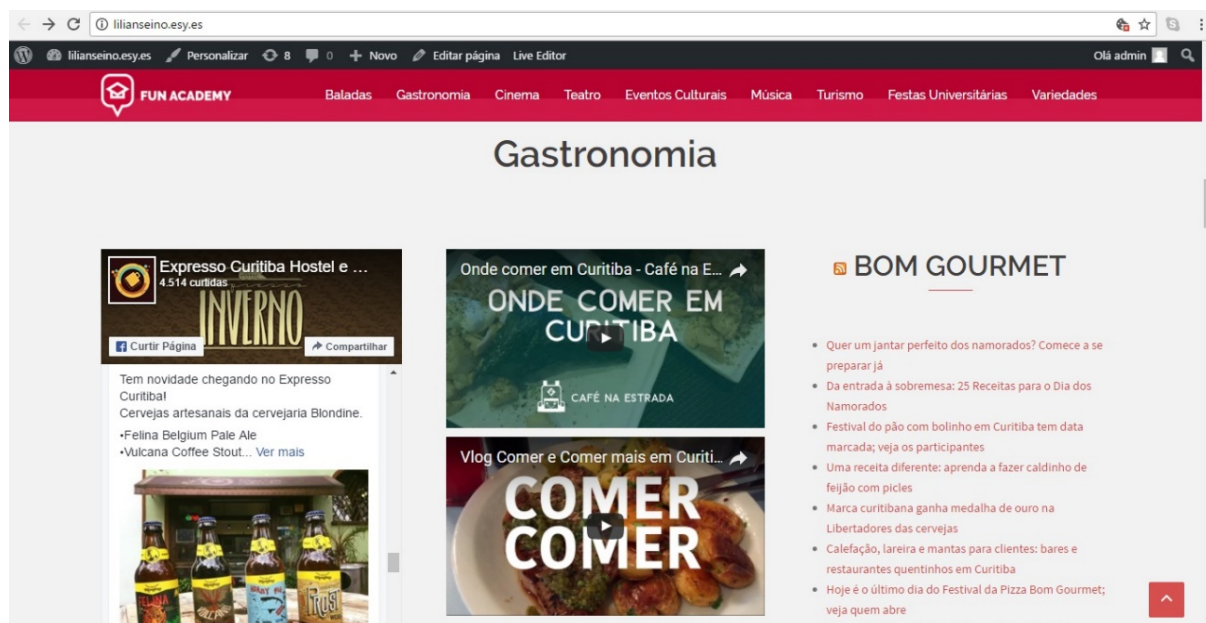 lilianseino.esy.es
lilianseino.esy.es Personalizar 8 0 + Novo Editar página Live Editor Olá admin
FUN ACADEMY Baladas Gastronomia Cinema Teatro Eventos Culturais Música Turismo Festas Universitárias Variedades
Gastronomia
Expresso Curitiba Hostel e ...
4.514 curtidas
INVERNO
Curtir Página Compartilhar
Tem novidade chegando no Expresso
Curitiba!
Cervejas artesanais da cervejaria Blondine.
•Felina Belgium Pale Ale
•Vulcana Coffee Stout... Ver mais
Onde comer em Curitiba - Café na E...
ONDE COMER EM
CURITIBA
CAFÉ NA ESTRADA
Vlog Comer e Comer mais em Curiti...
COMER
COMER
BOM GOURMET
• Quer um jantar perfeito dos namorados? Comece a se
preparar já
• Da entrada à sobremesa: 25 Receitas para o Dia dos
Namorados
• Festival do pão com bolinho em Curitiba tem data
marcada; veja os participantes
• Uma receita diferente: aprenda a fazer caldinho de
feijão com picles
• Marca curitibana ganha medalha de ouro na
Libertadores das cervejas
• Calefação, lareira e mantas para clientes: bares e
restaurantes quentinhos em Curitiba
• Hoje é o último dia do Festival da Pizza Bom Gourmet;
veja quem abre